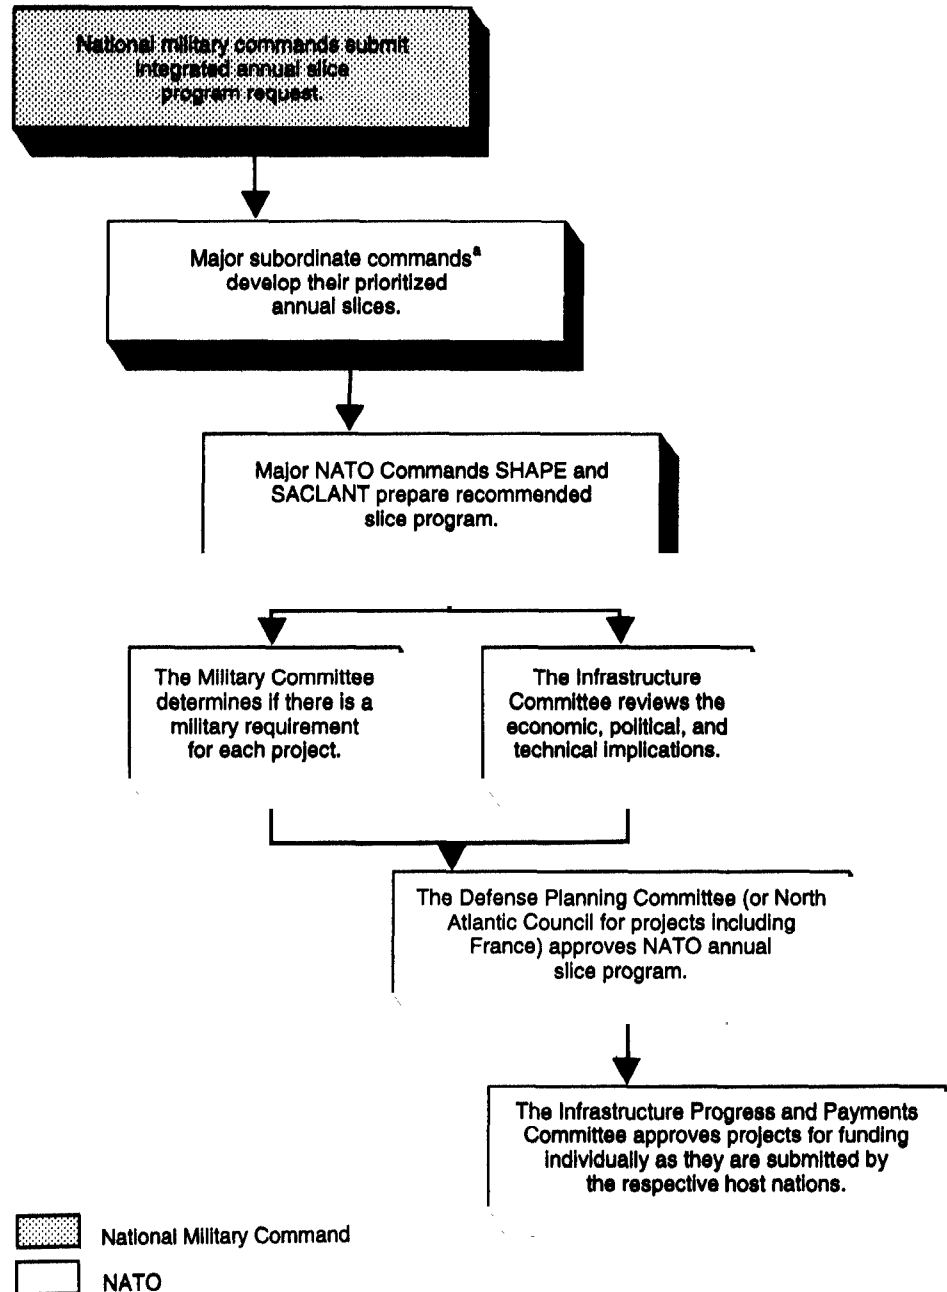 National military commands submit
integrated annual slice
program request.
Major subordinate commandsª
develop their prioritized
annual slices.
Major NATO Commands SHAPE and
SACLANT prepare recommended
slice program.
The Military Committee
determines if there is a
military requirement
for each project.
The Infrastructure
Committee reviews the
economic, political, and
technical implications.
The Defense Planning Committee (or North
Atlantic Council for projects including
France) approves NATO annual
slice program.
The Infrastructure Progress and Payments
Committee approves projects for funding
individually as they are submitted by
the respective host nations.
National Military Command
NATO